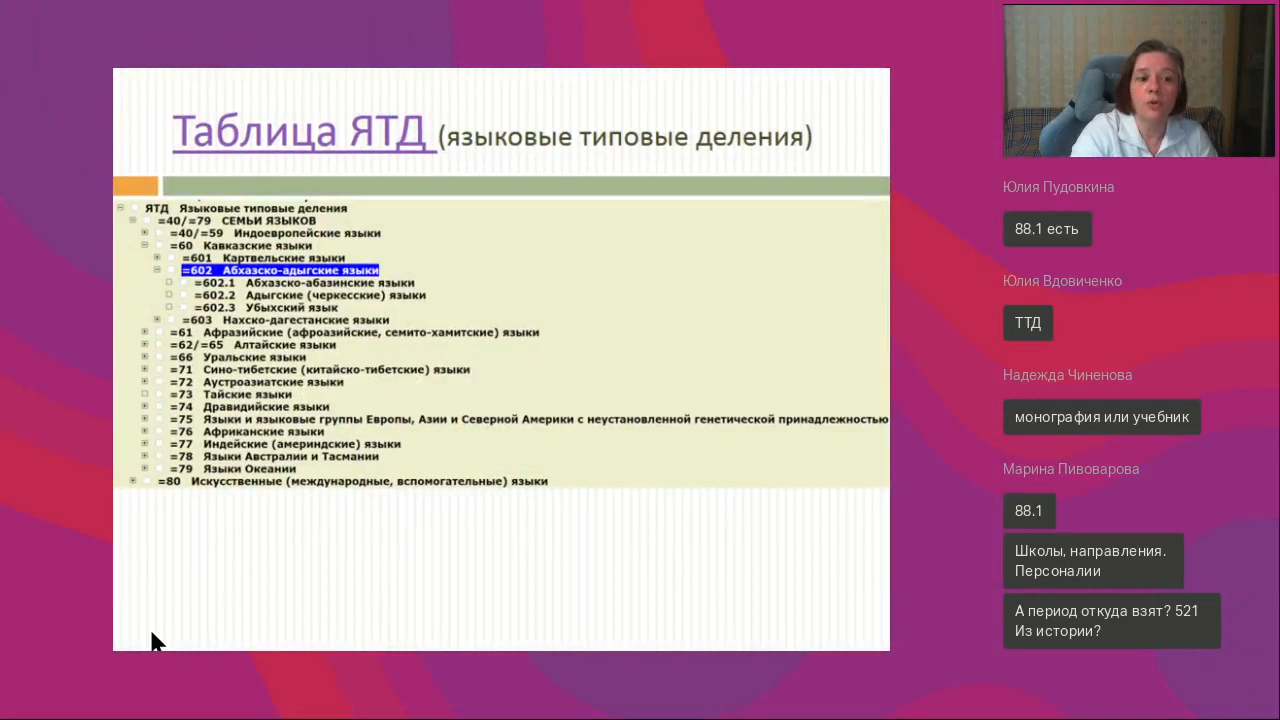 Таблица ЯТД (языковые типовые деления)
ЯТД Языковые типовые деления
=40/=79 СЕМЬИ ЯЗЫКОВ
=40/=59 Индоевропейские языки
=60 Кавказские языки
=601 Картвельские языки
=602 Абхазско-адыгские языки
=602.1 Абхазско-абазинские языки
=602.2 Адыгские (черкесские) языки
=602.3 Убыхский язык
=603 Нахско-дагестанские языки
=61 Афразийские (афроазийские, семито-хамитские) языки
=62/=65 Алтайские языки
=66 Уральские языки
=71 Сино-тибетские (китайско-тибетские) языки
=72 Аустроазиатские языки
=73 Тайские языки
=74 Дравидийские языки
=75 Языки и языковые группы Европы, Азии и Северной Америки с неустановленной генетической принадлежностью
=76 Африканские языки
=77 Индейские (америндские) языки
=78 Языки Австралии и Тасмании
=79 Языки Океании
=80 Искусственные (международные, вспомогательные) языки
Юлия Пудовкина
88.1 есть
Юлия Вдовиченко
ТТД
Надежда Чиненова
монография или учебник
Марина Пивоварова
88.1
Школы, направления.
Персоналии
А период откуда взят? 521
Из истории?